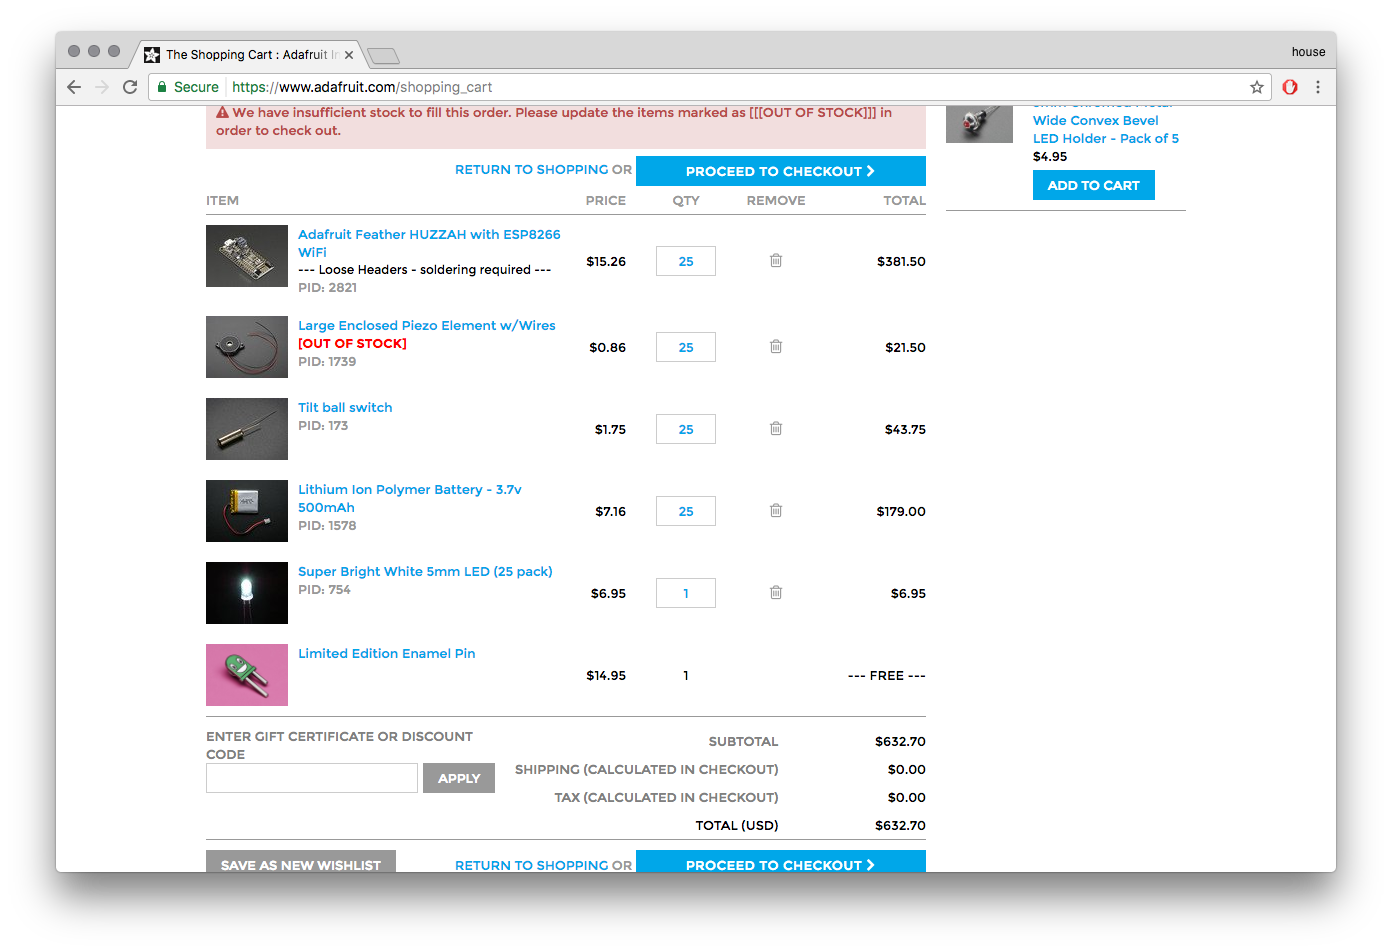 The Shopping Cart : Adafruit In
house
Secure https://www.adafruit.com/shopping_cart
We have insufficient stock to fill this order. Please update the items marked as [[[OUT OF STOCK]]] in
order to check out.
RETURN TO SHOPPING OR PROCEED TO CHECKOUT
ITEM PRICE QTY REMOVE TOTAL
Adafruit Feather HUZZAH with ESP8266
WiFi
--- Loose Headers - soldering required ---
PID: 2821
$15.26 25 $381.50
Large Enclosed Piezo Element w/Wires
[OUT OF STOCK]
PID: 1739
$0.86 25 $21.50
Tilt ball switch
PID: 173
$1.75 25 $43.75
Lithium Ion Polymer Battery - 3.7v
500mAh
PID: 1578
$7.16 25 $179.00
Super Bright White 5mm LED (25 pack)
PID: 754
$6.95 1 $6.95
Limited Edition Enamel Pin
$14.95 1 --- FREE ---
ENTER GIFT CERTIFICATE OR DISCOUNT
CODE
APPLY
SUBTOTAL $632.70
SHIPPING (CALCULATED IN CHECKOUT) $0.00
TAX (CALCULATED IN CHECKOUT) $0.00
TOTAL (USD) $632.70
SAVE AS NEW WISHLIST
RETURN TO SHOPPING OR PROCEED TO CHECKOUT
Wide Convex Bevel
LED Holder - Pack of 5
$4.95
ADD TO CART